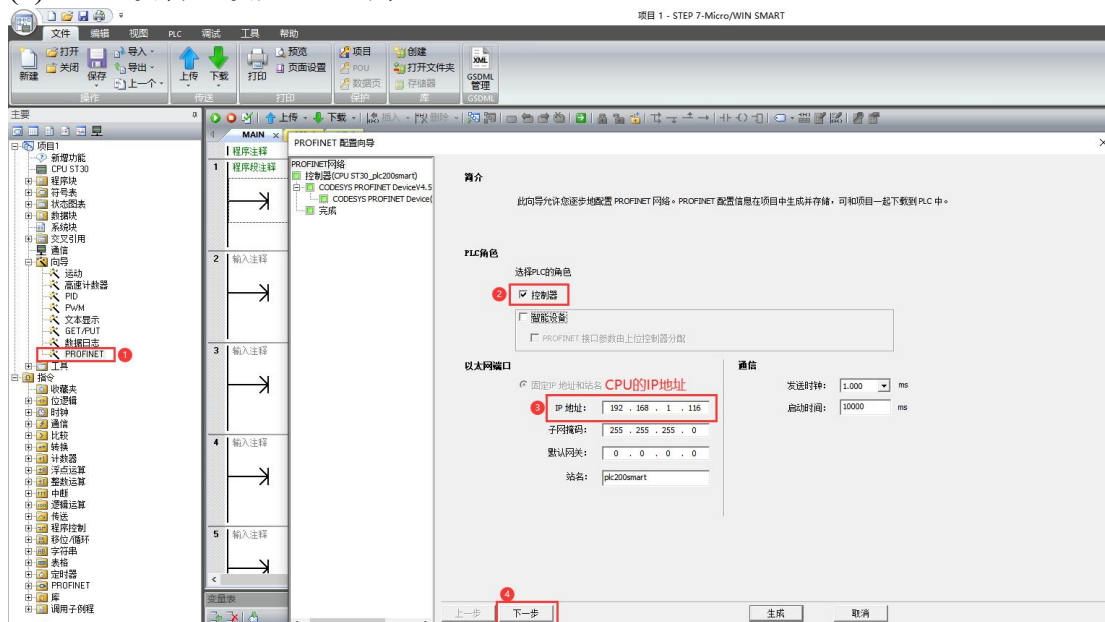 项目 1 - STEP 7-Micro/WIN SMART
文件 编辑 视图 PLC 调试 工具 帮助
新建 打开 关闭 保存 导入 导出 上一个 上传 下载 打印 预览 页面设置 项目 POU 数据页 创建 打开文件夹 存储器 GSDML 管理
操作 传送 打印 保护 库 GSDML
主要
上传 下载 插入 删除
项目1
新增功能
CPU ST30
程序块
符号表
状态图表
数据块
系统块
交叉引用
通信
向导
运动
高速计数器
PID
PWM
文本显示
GET/PUT
数据日志
PROFINET 1
工具
指令
收藏夹
位逻辑
时钟
通信
比较
转换
计数器
浮点运算
整数运算
中断
逻辑运算
传送
程序控制
移位/循环
字符串
表格
定时器
PROFINET
库
调用子例程
MAIN
程序注释
1 程序段注释
2 输入注释
3 输入注释
4 输入注释
5 输入注释
变量表
PROFINET 配置向导
PROFINET网络
控制器(CPU ST30_plc200smart)
CODESYS PROFINET DeviceV4.5
CODESYS PROFINET Device(
完成
简介
此向导允许您逐步地配置 PROFINET 网络。PROFINET 配置信息在项目中生成并存储，可和项目一起下载到 PLC 中。
PLC角色
选择PLC的角色
2 控制器
智能设备
PROFINET 接口参数由上位控制器分配
以太网端口
固定IP 地址和站名 CPU的IP地址
3 IP 地址: 192 . 168 . 1 . 116
子网掩码: 255 . 255 . 255 . 0
默认网关: 0 . 0 . 0 . 0
站名: plc200smart
通信
发送时钟: 1.000 ms
启动时间: 10000 ms
4
上一步 下一步 生成 取消